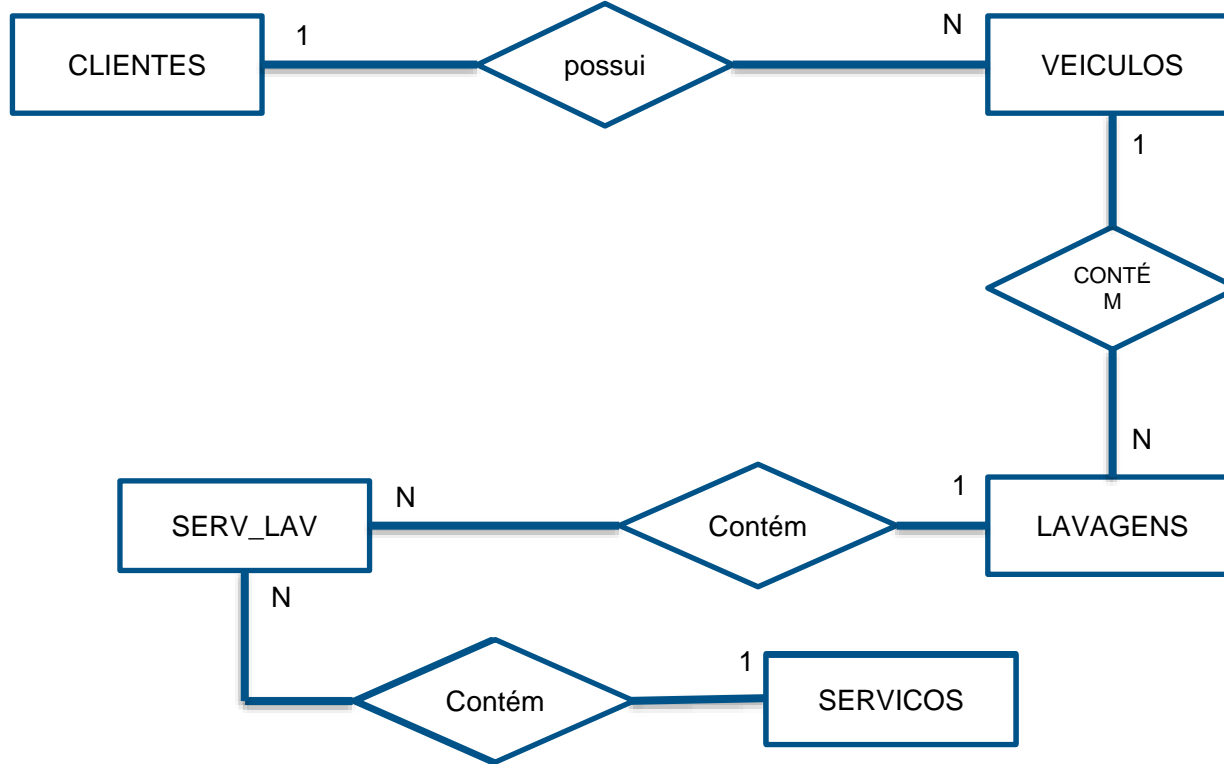 CLIENTES
1
possui
N
VEICULOS
1
CONTÉ
M
N
SERV_LAV
N
Contém
1
LAVAGENS
N
Contém
1
SERVICOS